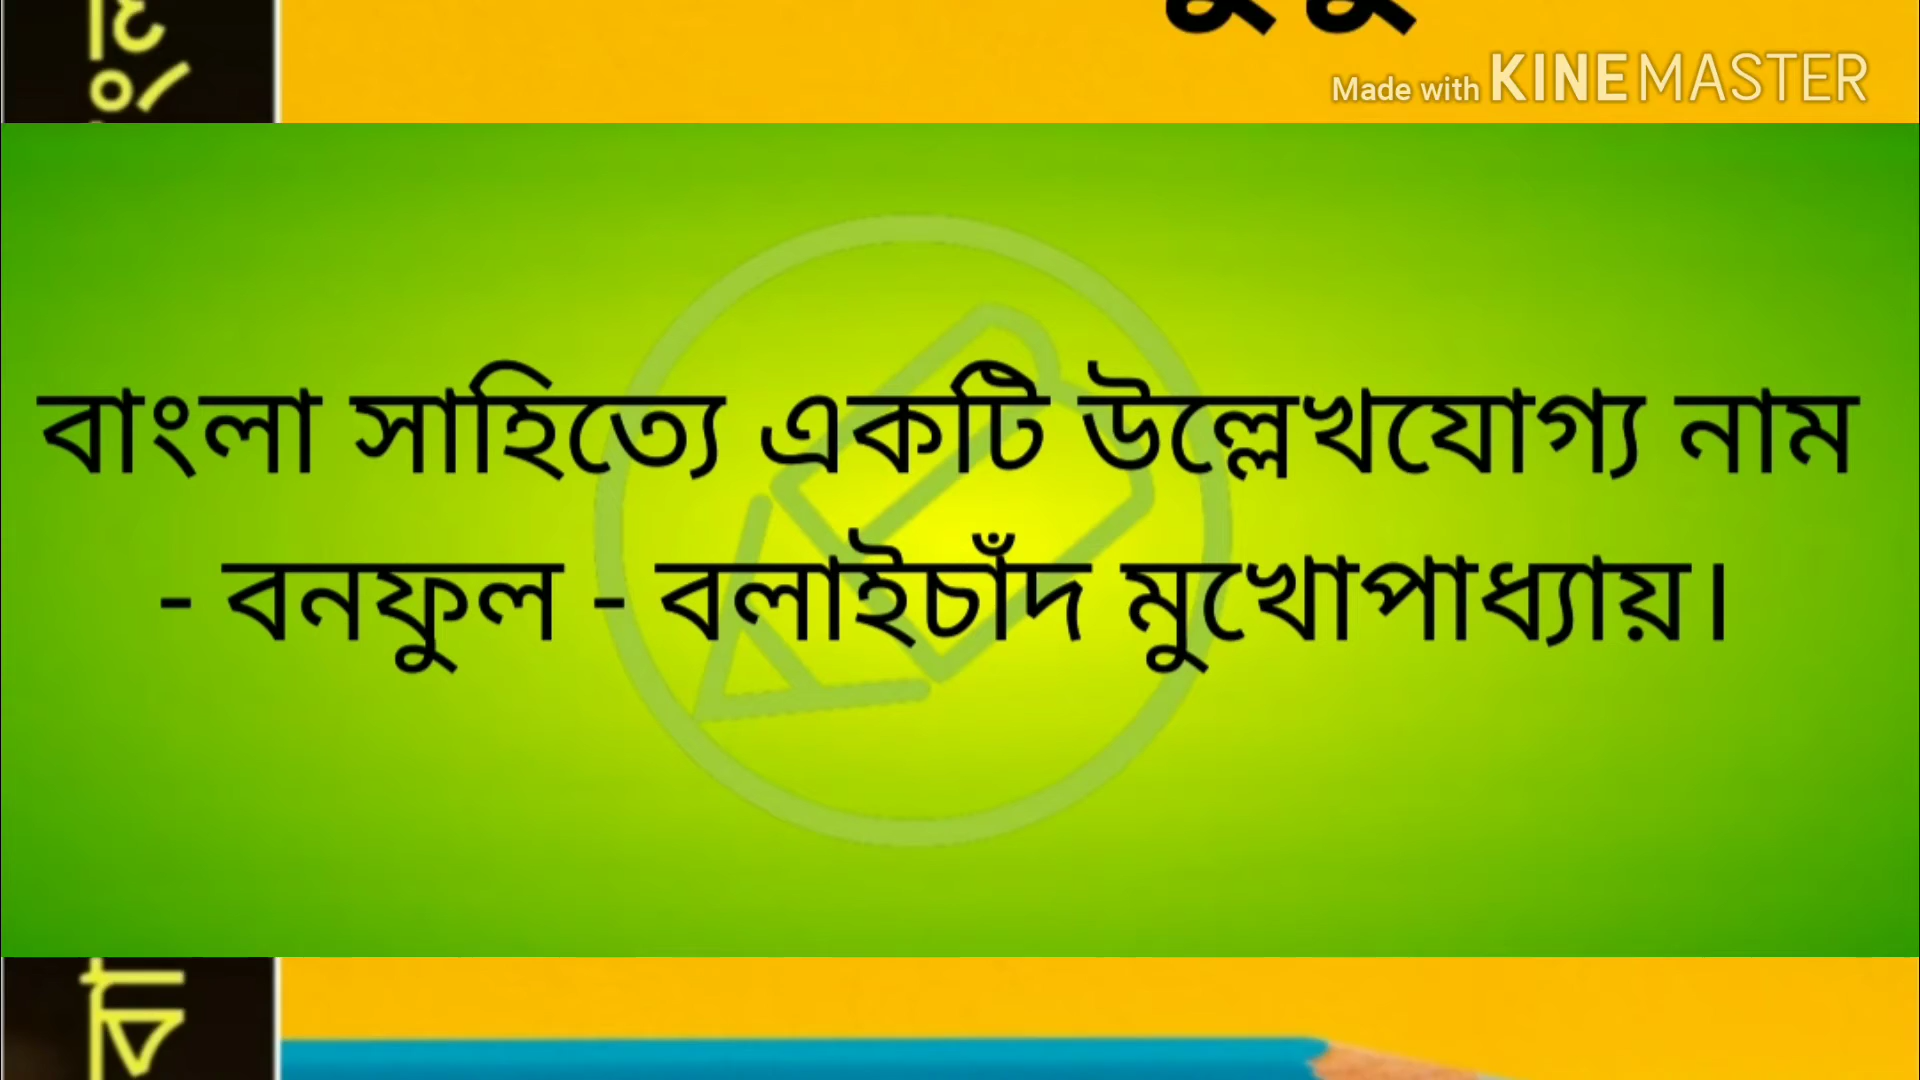 Made with KINEMASTER
বাংলা সাহিত্যে একটি উল্লেখযোগ্য নাম
- বনফুল - বলাইচাঁদ মুখোপাধ্যায়।